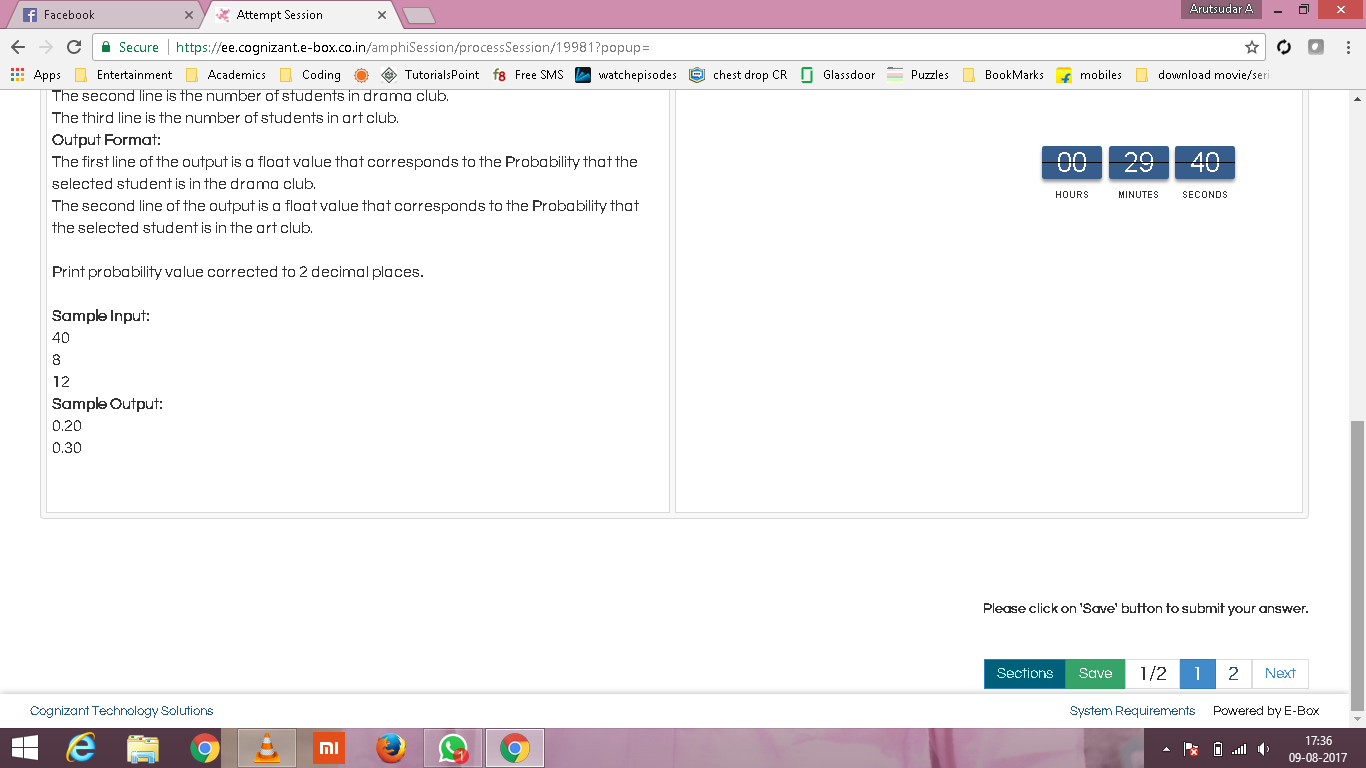 Facebook
Attempt Session
Arutsudar A
Secure https://ee.cognizant.e-box.co.in/amphiSession/processSession/19981?popup=
Apps Entertainment Academics Coding TutorialsPoint f8 Free SMS watchepisodes chest drop CR Glassdoor Puzzles BookMarks mobiles download movie/seri
The second line is the number of students in drama club.
The third line is the number of students in art club.
Output Format:
The first line of the output is a float value that corresponds to the Probability that the
selected student is in the drama club.
The second line of the output is a float value that corresponds to the Probability that
the selected student is in the art club.
Print probability value corrected to 2 decimal places.
Sample Input:
40
8
12
Sample Output:
0.20
0.30
00 29 40
HOURS MINUTES SECONDS
Please click on 'Save' button to submit your answer.
Sections Save 1/2 1 2 Next
Cognizant Technology Solutions
System Requirements Powered by E-Box
mi
1
17:36
09-08-2017